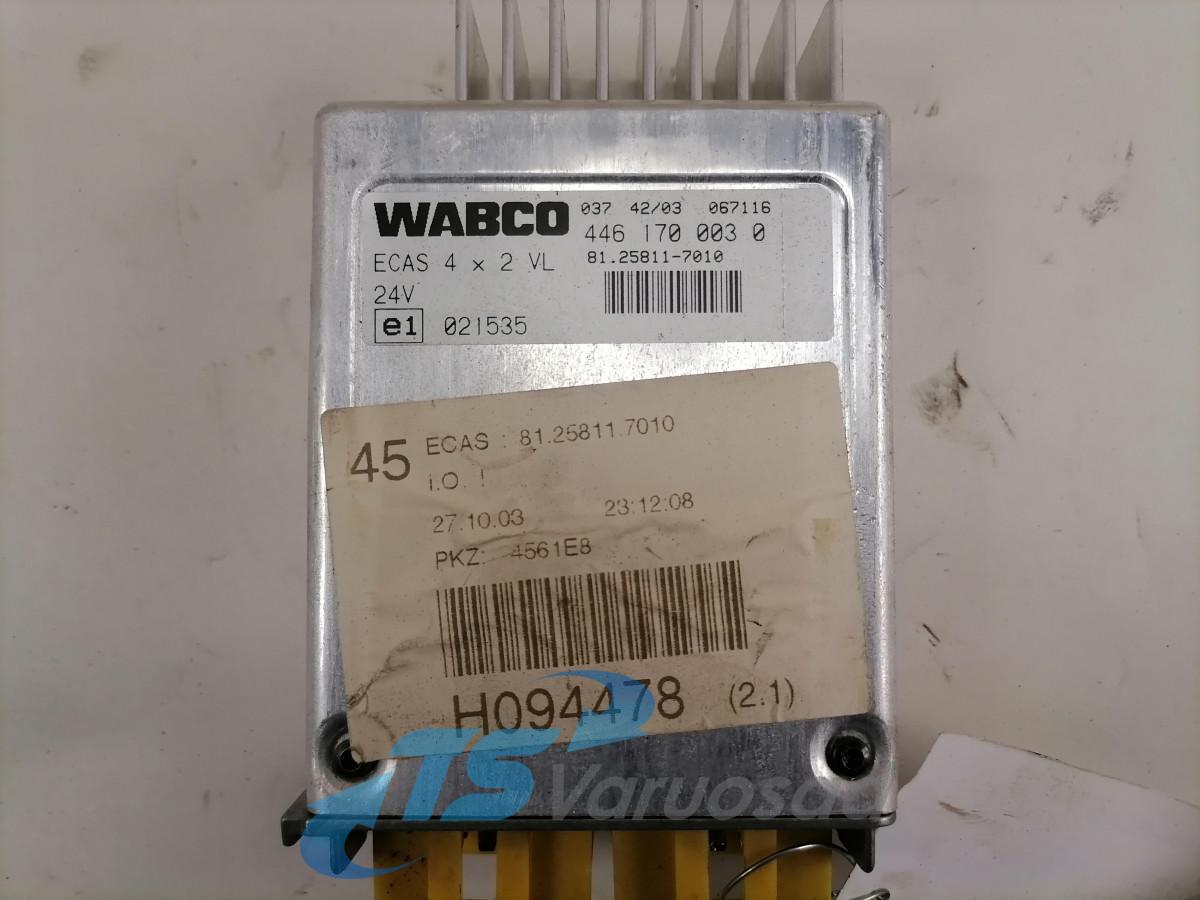 WABCO 037 42/03 067116
446 170 003 0
ECAS 4 x 2 VL 81.25811-7010
24V
e1 021535
45 ECAS : 81.25811.7010
i.O. !
27.10.03 23:12:08
PKZ: 4561E8
H094478 (2.1)
TS2
Varuosad